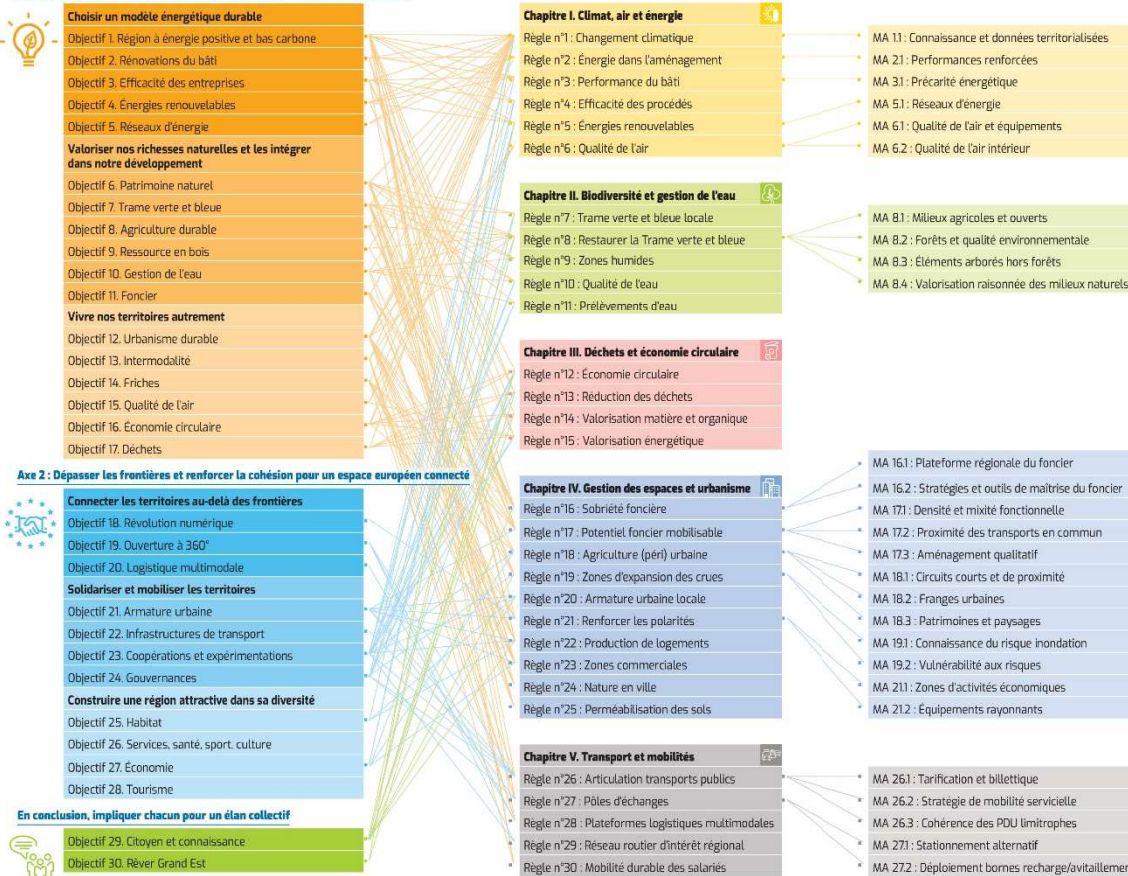 Choisir un modèle énergétique durable
Objectif 1. Région à énergie positive et bas carbone
Objectif 2. Rénovations du bâti
Objectif 3. Efficacité des entreprises
Objectif 4. Énergies renouvelables
Objectif 5. Réseaux d'énergie
Valoriser nos richesses naturelles et les intégrer
dans notre développement
Objectif 6. Patrimoine naturel
Objectif 7. Trame verte et bleue
Objectif 8. Agriculture durable
Objectif 9. Ressource en bois
Objectif 10. Gestion de l'eau
Objectif 11. Foncier
Vivre nos territoires autrement
Objectif 12. Urbanisme durable
Objectif 13. Intermodalité
Objectif 14. Friches
Objectif 15. Qualité de l'air
Objectif 16. Économie circulaire
Objectif 17. Déchets
Axe 2 : Dépasser les frontières et renforcer la cohésion pour un espace européen connecté
Connecter les territoires au-delà des frontières
Objectif 18. Révolution numérique
Objectif 19. Ouverture à 360°
Objectif 20. Logistique multimodale
Solidariser et mobiliser les territoires
Objectif 21. Armature urbaine
Objectif 22. Infrastructures de transport
Objectif 23. Coopérations et expérimentations
Objectif 24. Gouvernances
Construire une région attractive dans sa diversité
Objectif 25. Habitat
Objectif 26. Services, santé, sport, culture
Objectif 27. Économie
Objectif 28. Tourisme
En conclusion, impliquer chacun pour un élan collectif
Objectif 29. Citoyen et connaissance
Objectif 30. Rêver Grand Est
Chapitre I. Climat, air et énergie
Règle n°1 : Changement climatique
Règle n°2 : Énergie dans l'aménagement
Règle n°3 : Performance du bâti
Règle n°4 : Efficacité des procédés
Règle n°5 : Énergies renouvelables
Règle n°6 : Qualité de l'air
Chapitre II. Biodiversité et gestion de l'eau
Règle n°7 : Trame verte et bleue locale
Règle n°8 : Restaurer la Trame verte et bleue
Règle n°9 : Zones humides
Règle n°10 : Qualité de l'eau
Règle n°11 : Prélèvements d'eau
Chapitre III. Déchets et économie circulaire
Règle n°12 : Économie circulaire
Règle n°13 : Réduction des déchets
Règle n°14 : Valorisation matière et organique
Règle n°15 : Valorisation énergétique
Chapitre IV. Gestion des espaces et urbanisme
Règle n°16 : Sobriété foncière
Règle n°17 : Potentiel foncier mobilisable
Règle n°18 : Agriculture (péri) urbaine
Règle n°19 : Zones d'expansion des crues
Règle n°20 : Armature urbaine locale
Règle n°21 : Renforcer les polarités
Règle n°22 : Production de logements
Règle n°23 : Zones commerciales
Règle n°24 : Nature en ville
Règle n°25 : Perméabilisation des sols
Chapitre V. Transport et mobilités
Règle n°26 : Articulation transports publics
Règle n°27 : Pôles d'échanges
Règle n°28 : Plateformes logistiques multimodales
Règle n°29 : Réseau routier d'intérêt régional
Règle n°30 : Mobilité durable des salariés
MA 1.1 : Connaissance et données territorialisées
MA 2.1 : Performances renforcées
MA 3.1 : Précarité énergétique
MA 5.1 : Réseaux d'énergie
MA 6.1 : Qualité de l'air et équipements
MA 6.2 : Qualité de l'air intérieur
MA 8.1 : Milieux agricoles et ouverts
MA 8.2 : Forêts et qualité environnementale
MA 8.3 : Éléments arborés hors forêts
MA 8.4 : Valorisation raisonnée des milieux naturels
MA 16.1 : Plateforme régionale du foncier
MA 16.2 : Stratégies et outils de maîtrise du foncier
MA 17.1 : Densité et mixité fonctionnelle
MA 17.2 : Proximité des transports en commun
MA 17.3 : Aménagement qualitatif
MA 18.1 : Circuits courts et de proximité
MA 18.2 : Franges urbaines
MA 18.3 : Patrimoines et paysages
MA 19.1 : Connaissance du risque inondation
MA 19.2 : Vulnérabilité aux risques
MA 21.1 : Zones d'activités économiques
MA 21.2 : Équipements rayonnants
MA 26.1 : Tarification et billettique
MA 26.2 : Stratégie de mobilité servicielle
MA 26.3 : Cohérence des PDU limitrophes
MA 27.1 : Stationnement alternatif
MA 27.2 : Déploiement bornes recharge/avitaillemen